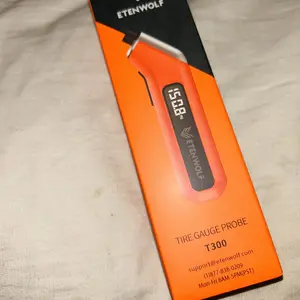 ETENWOLF
150.8
ETENWOLF
TIRE GAUGE PROBE
T300
support@etenwolf.com
Mon-Fri 8AM-5PM(PST)